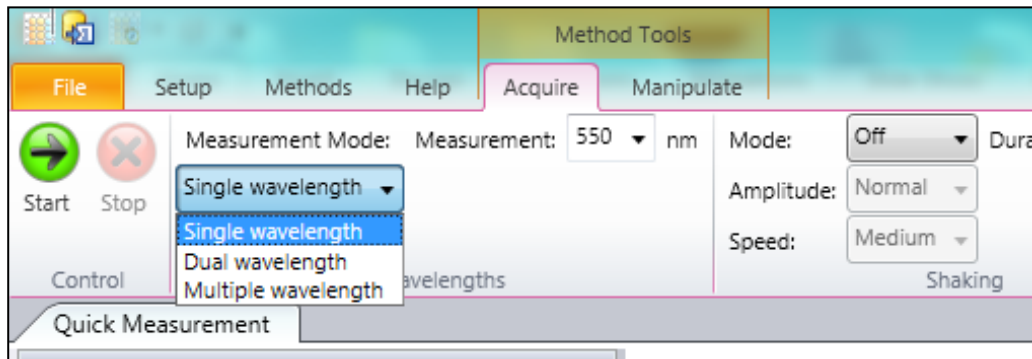 Method Tools
File Setup Methods Help Acquire Manipulate
Measurement Mode: Measurement: 550 nm Mode: Off
Single wavelength Amplitude: Normal
Start Stop
Single wavelength Speed: Medium
Dual wavelength
Multiple wavelength
Control Shaking
Quick Measurement